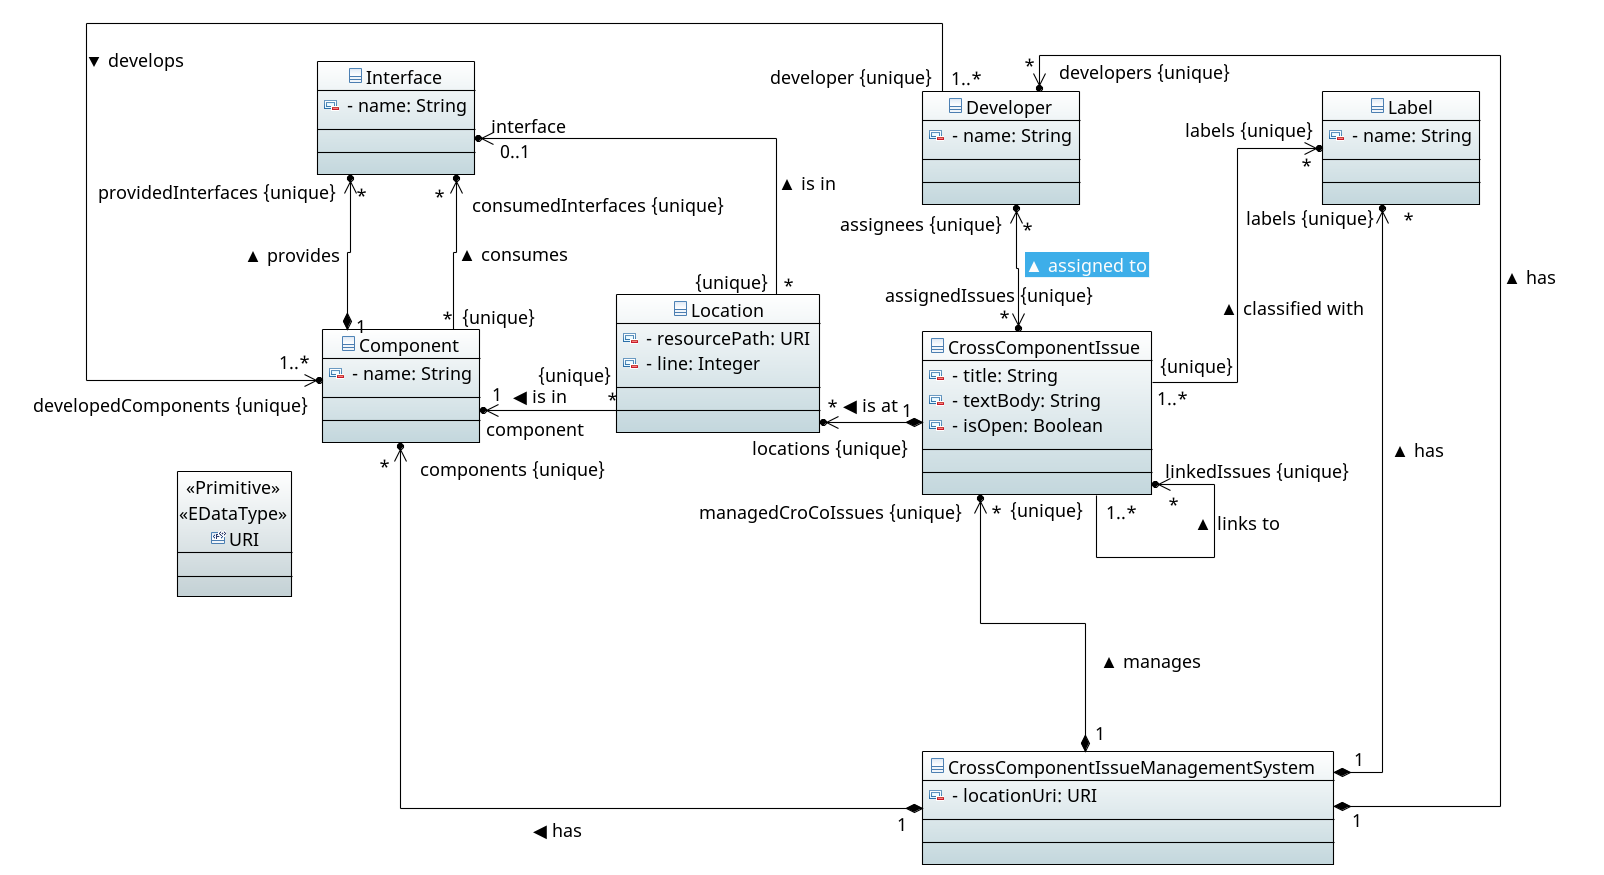 ▼ develops
Interface
- name: String
interface
0..1
providedInterfaces {unique}
*
*
consumedInterfaces {unique}
▲ provides
▲ consumes
▲ is in
developer {unique}
1..*
*
developers {unique}
Developer
- name: String
assignees {unique}
*
▲ assigned to
assignedIssues {unique}
*
Label
- name: String
labels {unique}
*
labels {unique}
*
▲ has
▲ classified with
{unique}
*
Location
- resourcePath: URI
- line: Integer
1
* {unique}
Component
- name: String
1..*
developedComponents {unique}
{unique}
1
◀ is in
*
component
* ◀ is at 1
locations {unique}
CrossComponentIssue
- title: String
- textBody: String
- isOpen: Boolean
{unique}
1..*
▲ has
linkedIssues {unique}
*
▲ links to
*
components {unique}
managedCroCoIssues {unique}
* {unique}
1..*
«Primitive»
«EDataType»
URI
▲ manages
1
CrossComponentIssueManagementSystem
- locationUri: URI
1
1
1
◀ has